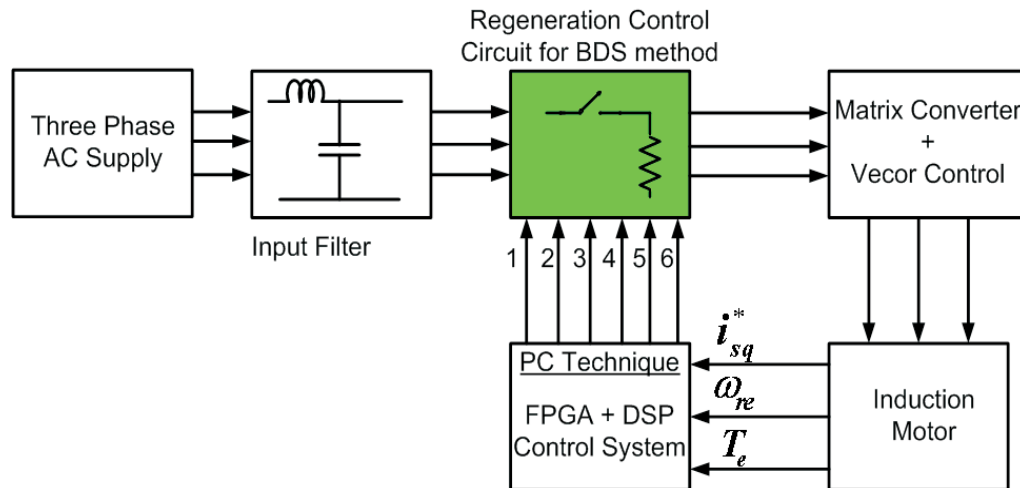 Regeneration Control
Circuit for BDS method
Three Phase
AC Supply
Input Filter
Matrix Converter
+
Vecor Control
1 2 3 4 5 6
PC Technique
FPGA + DSP
Control System
i*sq
ωre
Te
Induction
Motor